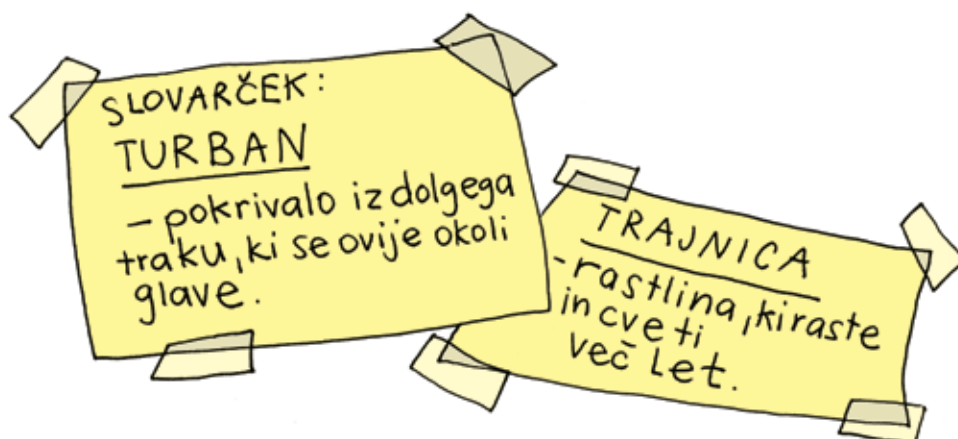 SLOVARČEK:
TURBAN
- pokrivalo iz dolgega
traku, ki se ovije okoli
glave.
TRAJNICA
- rastlina, ki raste
in cveti
več let.